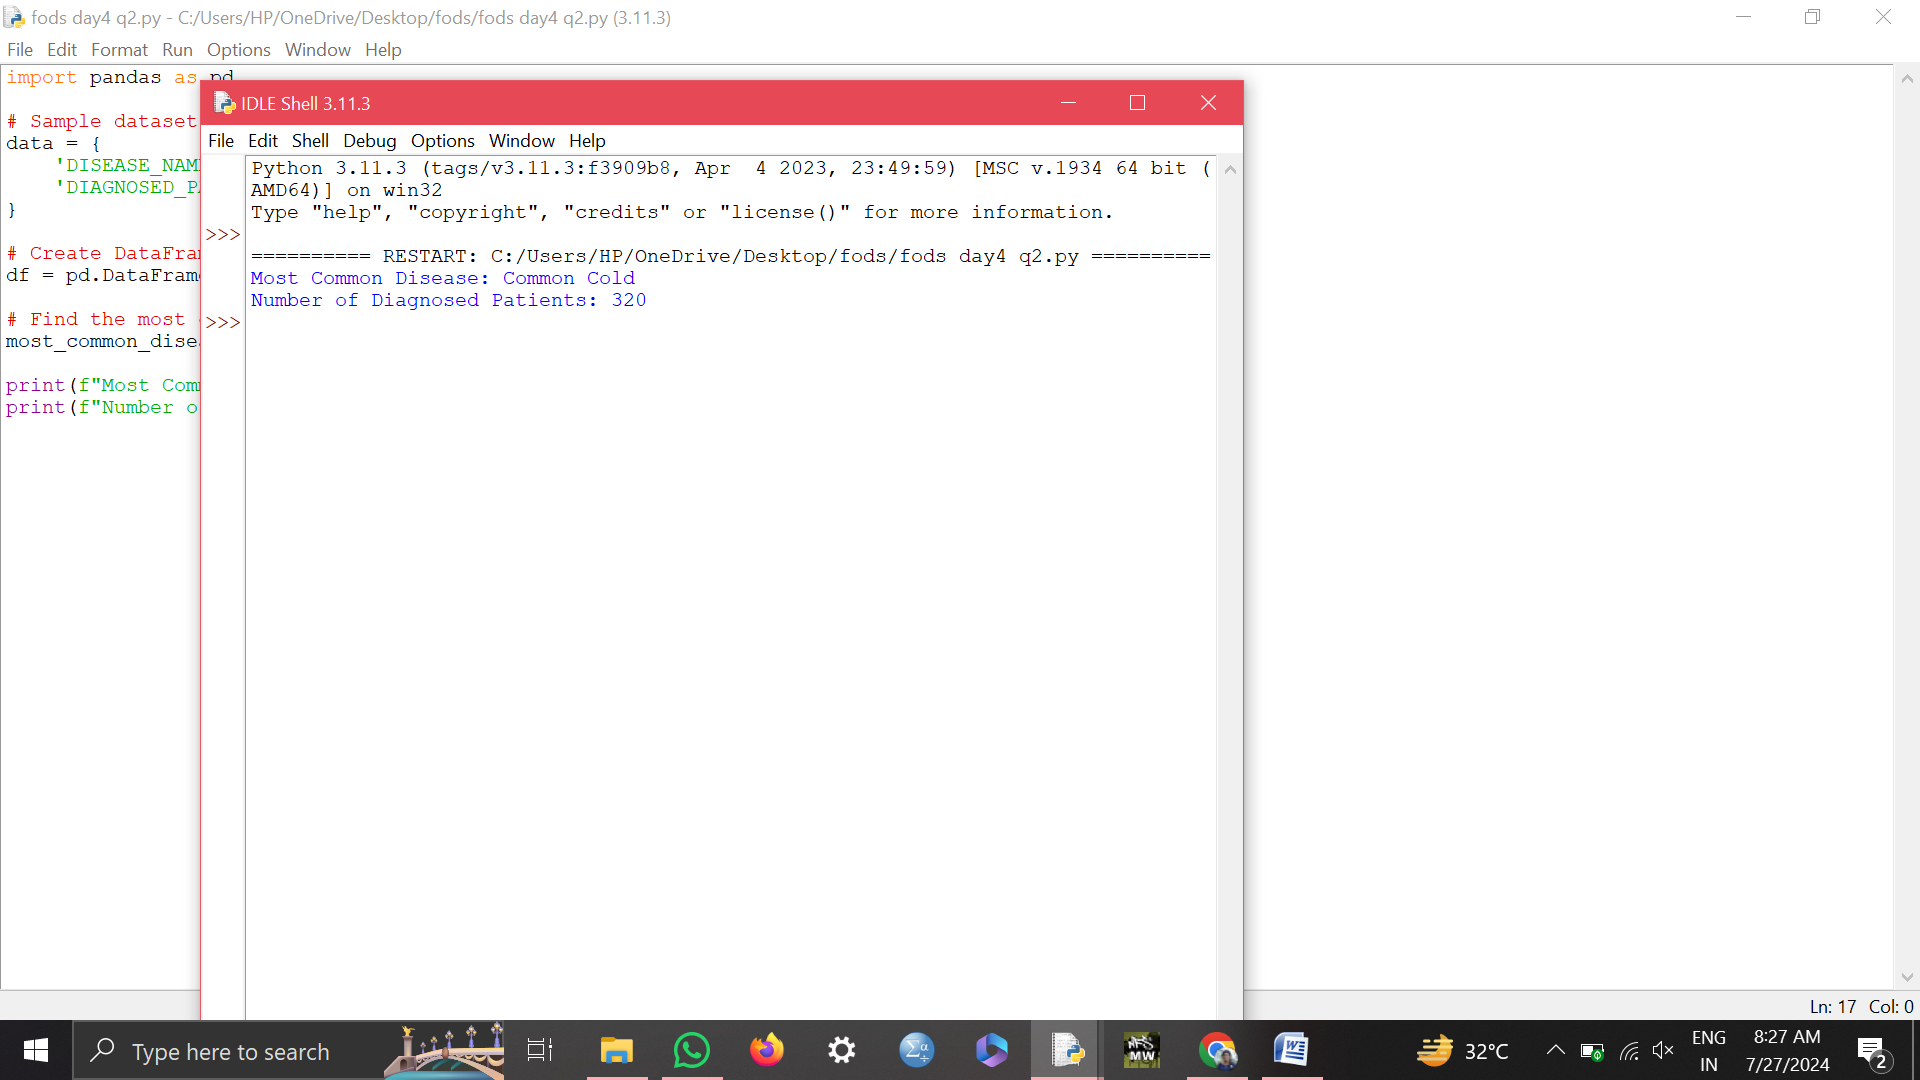 fods day4 q2.py - C:/Users/HP/OneDrive/Desktop/fods/fods day4 q2.py (3.11.3)
File Edit Format Run Options Window Help
import pandas as pd
# Sample dataset
data = {
'DISEASE_NAM
'DIAGNOSED_PA
}
# Create DataFra
df = pd.DataFram
# Find the most
most_common_dise
print(f"Most Com
print(f"Number o
IDLE Shell 3.11.3
File Edit Shell Debug Options Window Help
Python 3.11.3 (tags/v3.11.3:f3909b8, Apr  4 2023, 23:49:59) [MSC v.1934 64 bit (
AMD64)] on win32
Type "help", "copyright", "credits" or "license()" for more information.
>>>
========== RESTART: C:/Users/HP/OneDrive/Desktop/fods/fods day4 q2.py ==========
Most Common Disease: Common Cold
Number of Diagnosed Patients: 320
>>>
Ln: 17 Col: 0
Type here to search
MW
32°C
ENG
IN
8:27 AM
7/27/2024
2